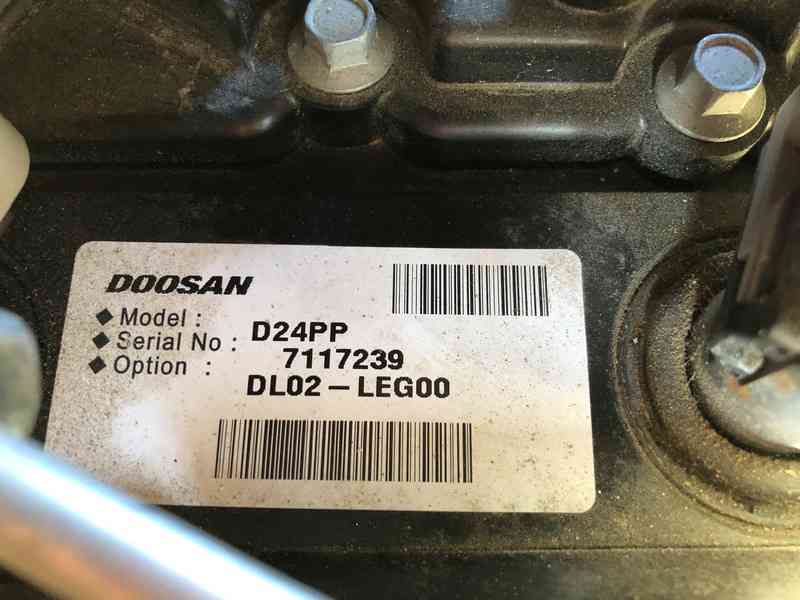 DOOSAN
◆ Model : D24PP
◆ Serial No : 7117239
◆ Option : DL02-LEG00